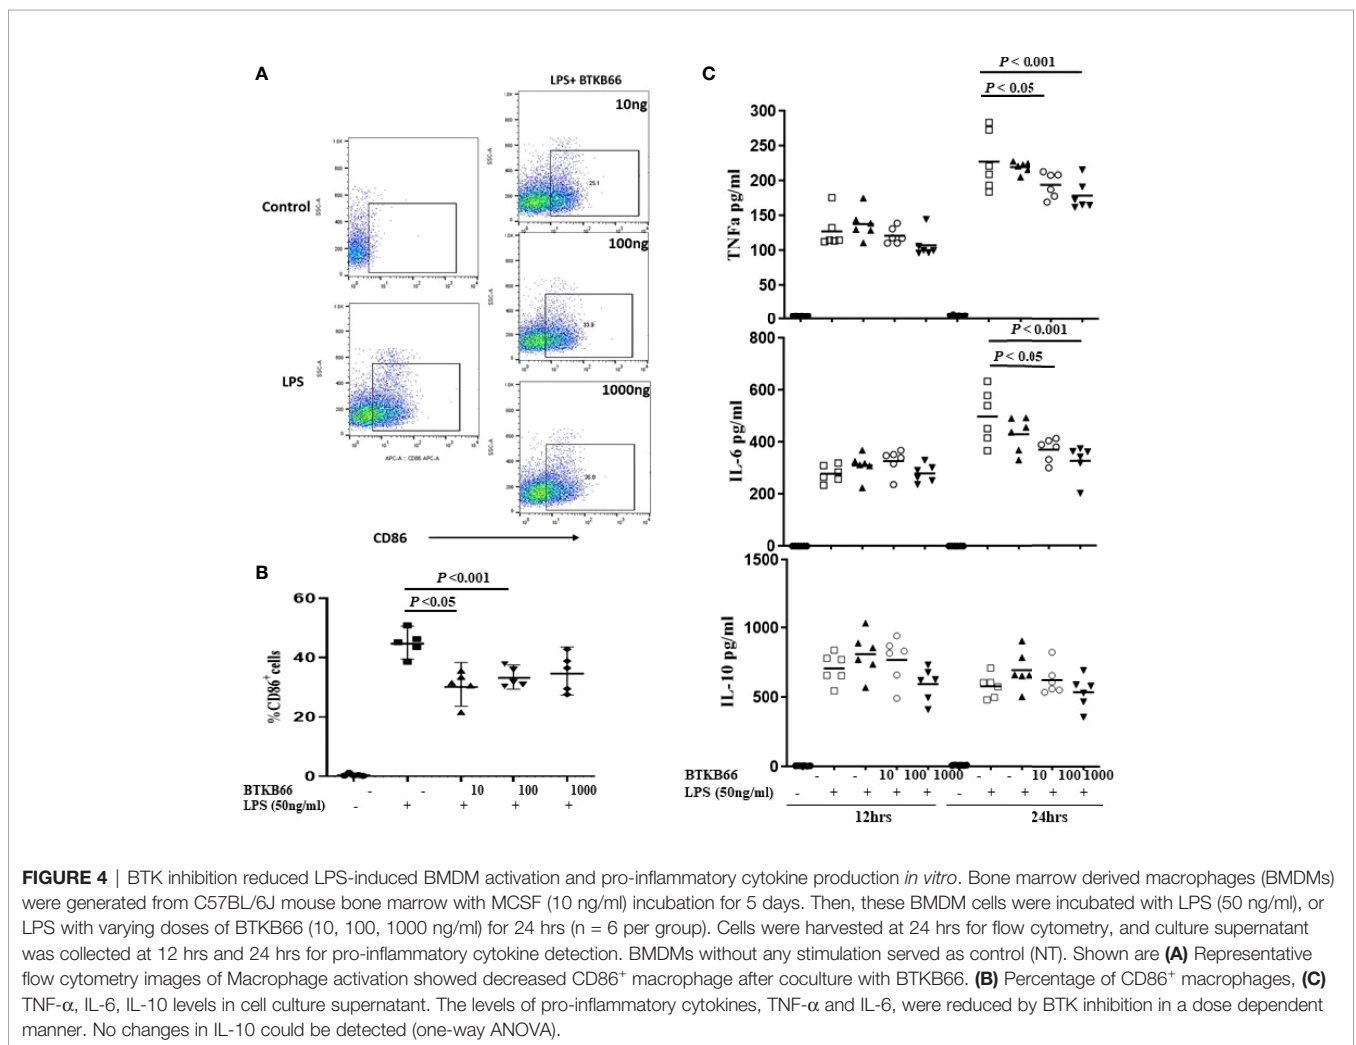 A
LPS+ BTKB66
10ng
25.1
Control
100ng
33.9
LPS
1000ng
36.0
SSC-A
APC-A :: CD86 APC-A
CD86
B
P <0.001
P <0.05
60
40
20
0
%CD86+ cells
BTKB66 - - 10 100 1000
LPS (50ng/ml) - + + + +
C
P < 0.001
P < 0.05
300
250
200
150
100
50
0
TNFa pg/ml
P < 0.001
P < 0.05
800
600
400
200
0
IL-6 pg/ml
1500
1000
500
0
IL-10 pg/ml
BTKB66 - - 10 100 1000 - - 10 100 1000
LPS (50ng/ml) - + + + + - + + + +
12hrs 24hrs
FIGURE 4 | BTK inhibition reduced LPS-induced BMDM activation and pro-inflammatory cytokine production in vitro. Bone marrow derived macrophages (BMDMs)
were generated from C57BL/6J mouse bone marrow with MCSF (10 ng/ml) incubation for 5 days. Then, these BMDM cells were incubated with LPS (50 ng/ml), or
LPS with varying doses of BTKB66 (10, 100, 1000 ng/ml) for 24 hrs (n = 6 per group). Cells were harvested at 24 hrs for flow cytometry, and culture supernatant
was collected at 12 hrs and 24 hrs for pro-inflammatory cytokine detection. BMDMs without any stimulation served as control (NT). Shown are (A) Representative
flow cytometry images of Macrophage activation showed decreased CD86+ macrophage after coculture with BTKB66. (B) Percentage of CD86+ macrophages, (C)
TNF-α, IL-6, IL-10 levels in cell culture supernatant. The levels of pro-inflammatory cytokines, TNF-α and IL-6, were reduced by BTK inhibition in a dose dependent
manner. No changes in IL-10 could be detected (one-way ANOVA).